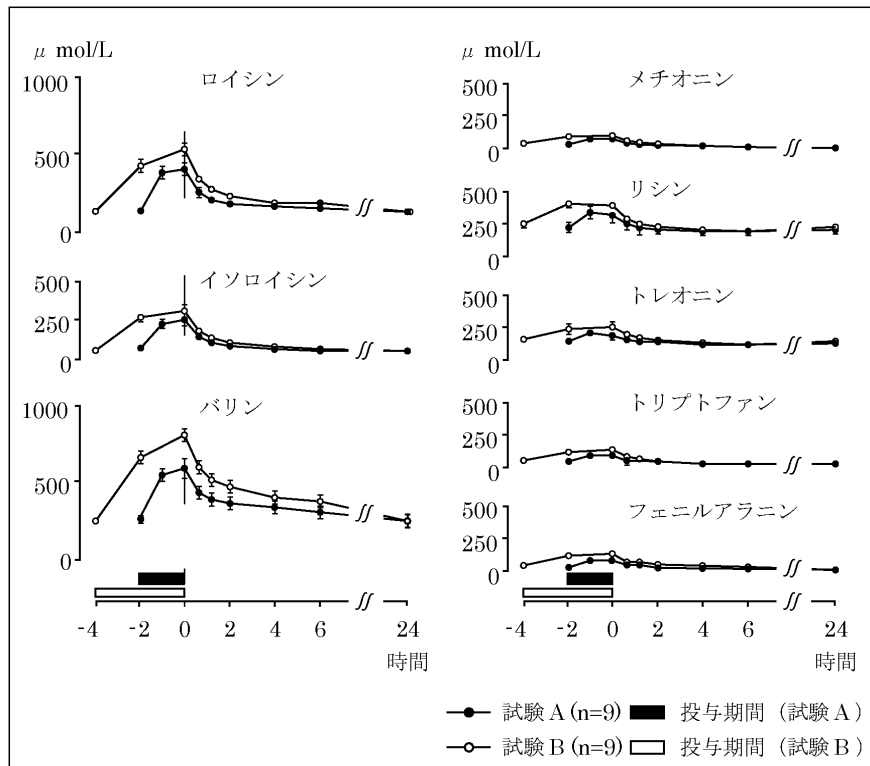 μ mol/L
ロイシン
1000
500
0
イソロイシン
500
250
0
バリン
1000
500
0
-4 -2 0 2 4 6 24
時間
μ mol/L
メチオニン
500
250
0
リシン
500
250
0
トレオニン
500
250
0
トリプトファン
500
250
0
フェニルアラニン
500
250
0
-4 -2 0 2 4 6 24
時間
試験A (n=9) 投与期間 (試験A)
試験B (n=9) 投与期間 (試験B)